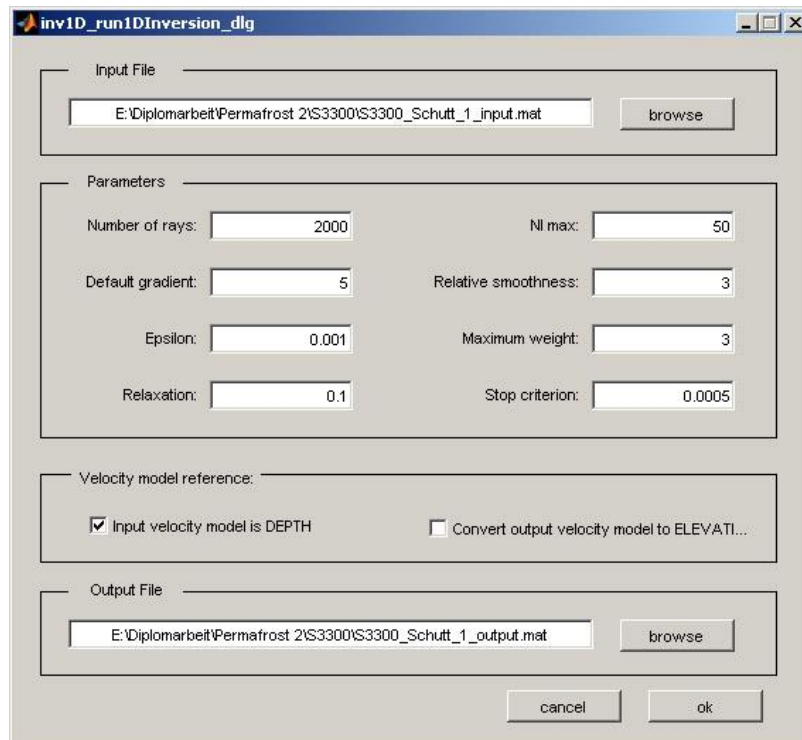 inv1D_run1DInversion_dlg
Input File
E:\Diplomarbeit\Permafrost 2\S3300\S3300_Schutt_1_input.mat
browse
Parameters
Number of rays: 2000 NI max: 50
Default gradient: 5 Relative smoothness: 3
Epsilon: 0.001 Maximum weight: 3
Relaxation: 0.1 Stop criterion: 0.0005
Velocity model reference:
Input velocity model is DEPTH Convert output velocity model to ELEVATI...
Output File
E:\Diplomarbeit\Permafrost 2\S3300\S3300_Schutt_1_output.mat
browse
cancel ok